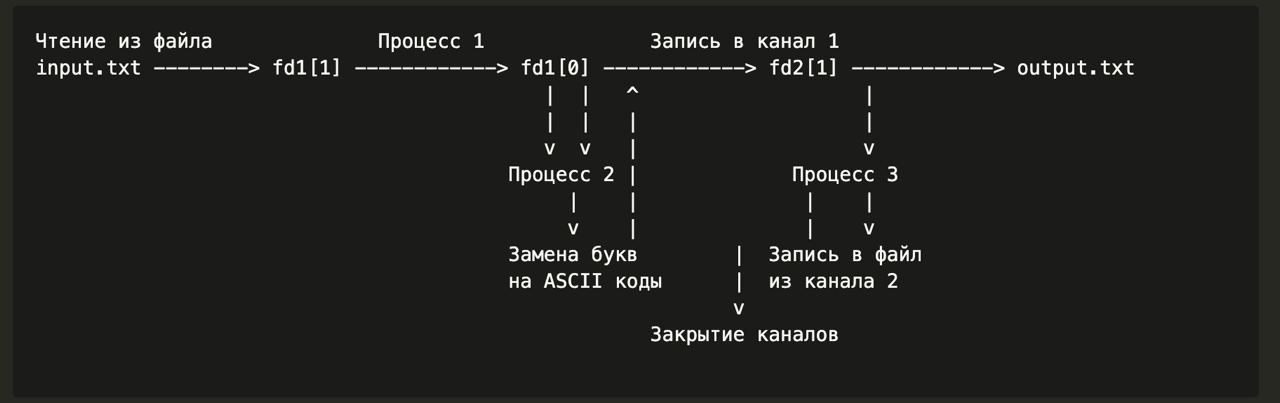 Чтение из файла              Процесс 1              Запись в канал 1
input.txt ---------> fd1[1] -------------> fd1[0] -------------> fd2[1] -------------> output.txt
|  |   ^                   |
|  |   |                   |
v  v   |                   v
Процесс 2 |             Процесс 3
|    |              |    |
v    |              |    v
Замена букв        |  Запись в файл
на ASCII коды      |  из канала 2
v
Закрытие каналов